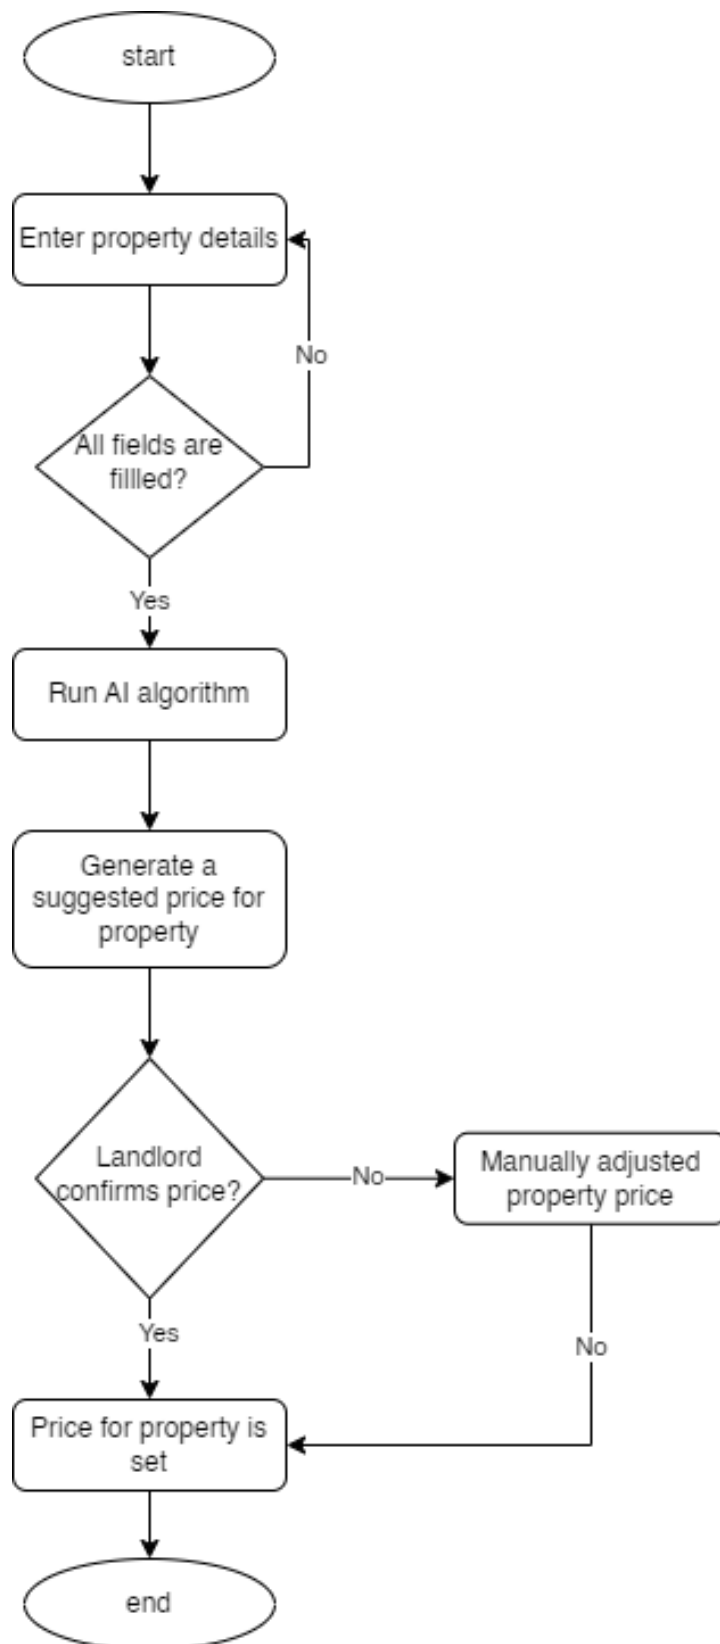 start
Enter property details
No
All fields are
fillled?
Yes
Run AI algorithm
Generate a
suggested price for
property
Landlord
confirms price?
No
Manually adjusted
property price
Yes
No
Price for property is
set
end